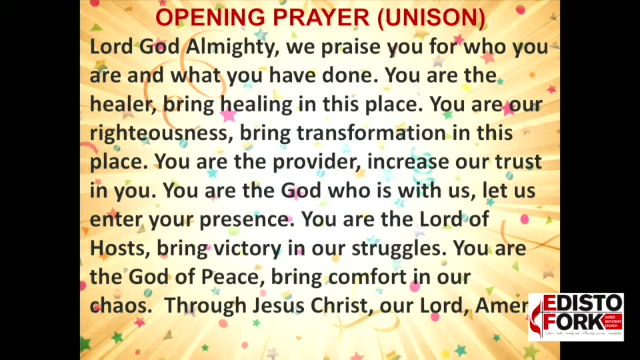 OPENING PRAYER (UNISON)
Lord God Almighty, we praise you for who you
are and what you have done. You are the
healer, bring healing in this place. You are our
righteousness, bring transformation in this
place. You are the provider, increase our trust
in you. You are the God who is with us, let us
enter your presence. You are the Lord of
Hosts, bring victory in our struggles. You are
the God of Peace, bring comfort in our
chaos. Through Jesus Christ, our Lord, Amen
EDISTO
FORK
UNITED METHODIST
CHURCH